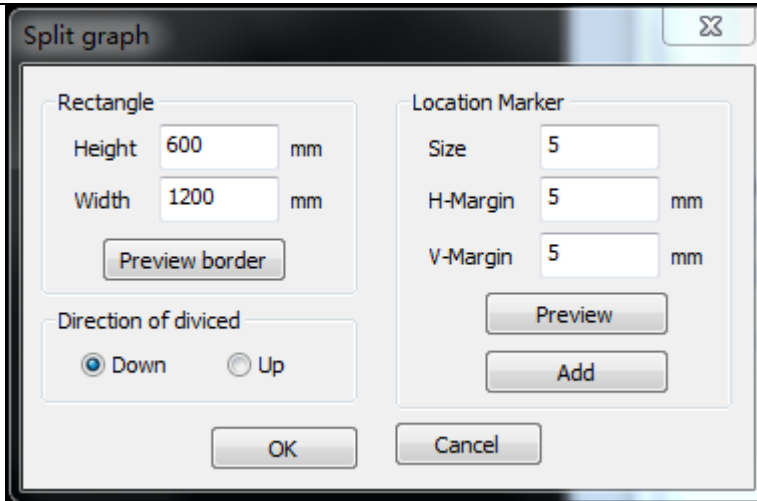 Split graph
Rectangle
Height 600 mm
Width 1200 mm
Preview border
Direction of diviced
Down Up
Location Marker
Size 5
H-Margin 5 mm
V-Margin 5 mm
Preview
Add
OK Cancel